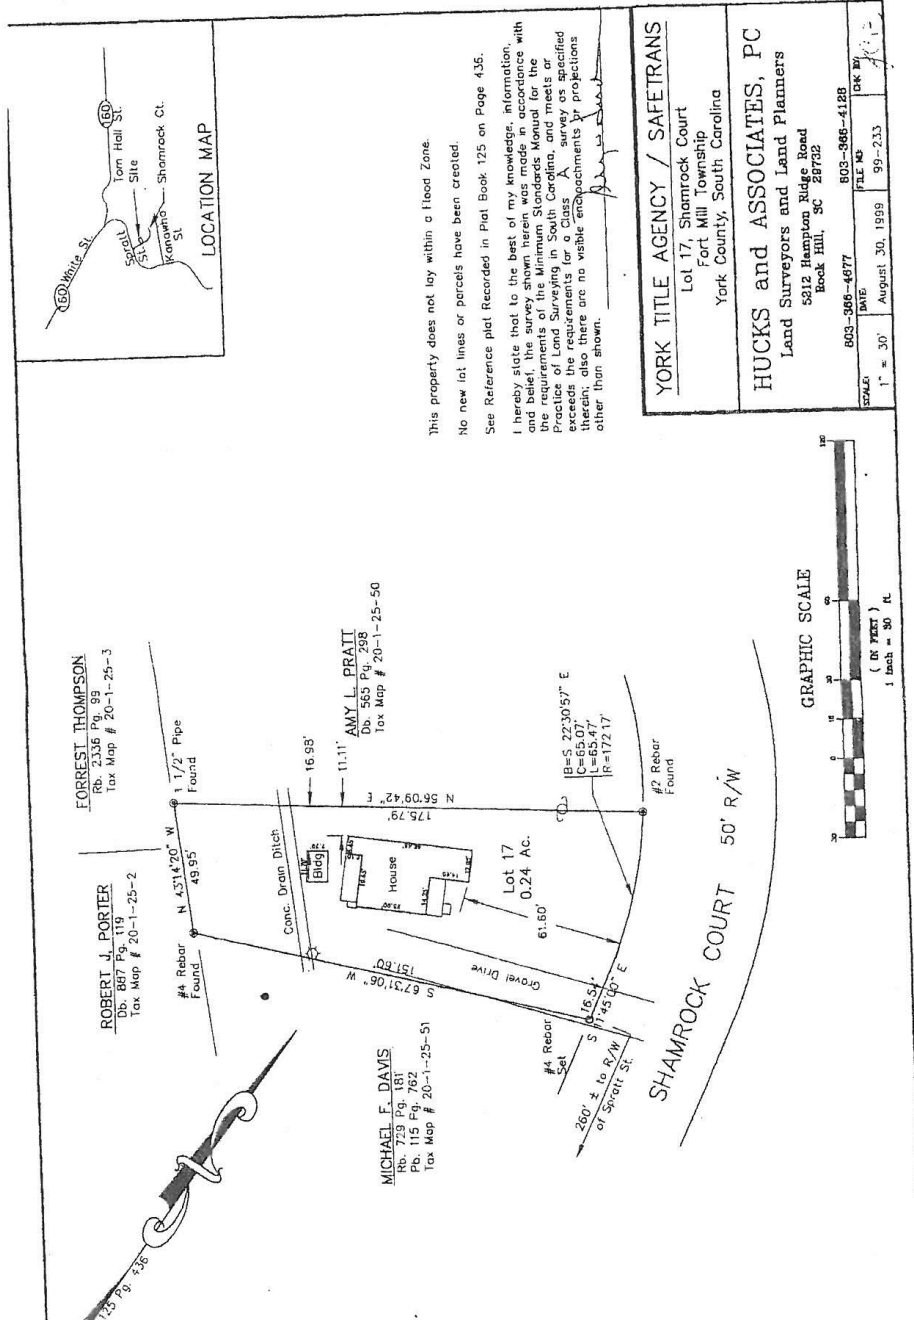 (160)
White St.
Spratt
St.
(160)
Torn Hall St.
Site
Shamrock Ct.
Kanawha
St
LOCATION MAP
This property does not lay within a Flood Zone.
No new lot lines or parcels have been created.
See Reference plat Recorded in Plat Book 125 on Page 436.
I hereby state that to the best of my knowledge, information,
and belief, the survey shown herein was made in accordance with
the requirements of the Minimum Standards Manual for the
Practice of Land Surveying in South Carolina, and meets or
exceeds the requirements for a Class A survey as specified
therein; also there are no visible encroachments or projections
other than shown.
YORK TITLE AGENCY / SAFETRANS
Lot 17, Shamrock Court
Fort Mill Township
York County, South Carolina
HUCKS and ASSOCIATES, PC
Land Surveyors and Land Planners
5212 Hampton Ridge Road
Rock Hill, SC 29732
803-366-4677 803-366-4128
SCALE: DATE: FILE NO: CHK BY:
1" = 30' August 30, 1999 99-233
FORREST THOMPSON
Rb. 2336 Pg. 99
Tax Map # 20-1-25-3
ROBERT J. PORTER
Db. 887 Pg. 119
Tax Map # 20-1-25-2
1 1/2" Pipe
Found
#4 Rebar
Found
N 43°14'20" W
49.95'
16.98'
11.11'
AMY L. PRATT
Db. 565 Pg. 298
Tax Map # 20-1-25-50
N 56°09'42" E
175.79'
Conc. Drain Ditch
Bldg
House
Lot 17
0.24 Ac.
61.60'
Gravel Drive
S 67°31'06" W
151.60'
B=S 22°30'57" E
C=65.07'
L=65.47'
R=172.17'
#2 Rebar
Found
16.54'
S 11°45'00" E
#4 Rebar
Set
260' ± to R/W
of Spratt St.
MICHAEL F. DAVIS
Rb. 729 Pg. 181
Pb. 115 Pg. 762
Tax Map # 20-1-25-51
SHAMROCK COURT 50' R/W
125 Pg. 436
GRAPHIC SCALE
30 0 15 30 60 120
( IN FEET )
1 inch = 30 ft.